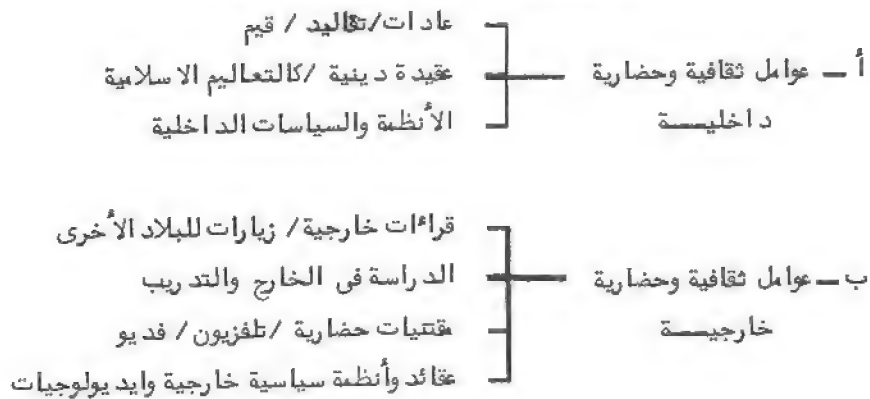 عادات/تقاليد / قيم
أ — عوامل ثقافية وحضارية
عقيدة دينية /كالتعاليم الاسلامية
داخليـــة
الأنظمة والسياسات الداخلية
قراءات خارجية/ زيارات للبلاد الأخرى
ب — عوامل ثقافية وحضارية
الدراسة فى الخارج والتدريب
خارجيـــة
مقتنيات حضارية /تلفزيون/ فديو
عقائد وأنظمة سياسية خارجية وايديولوجيات